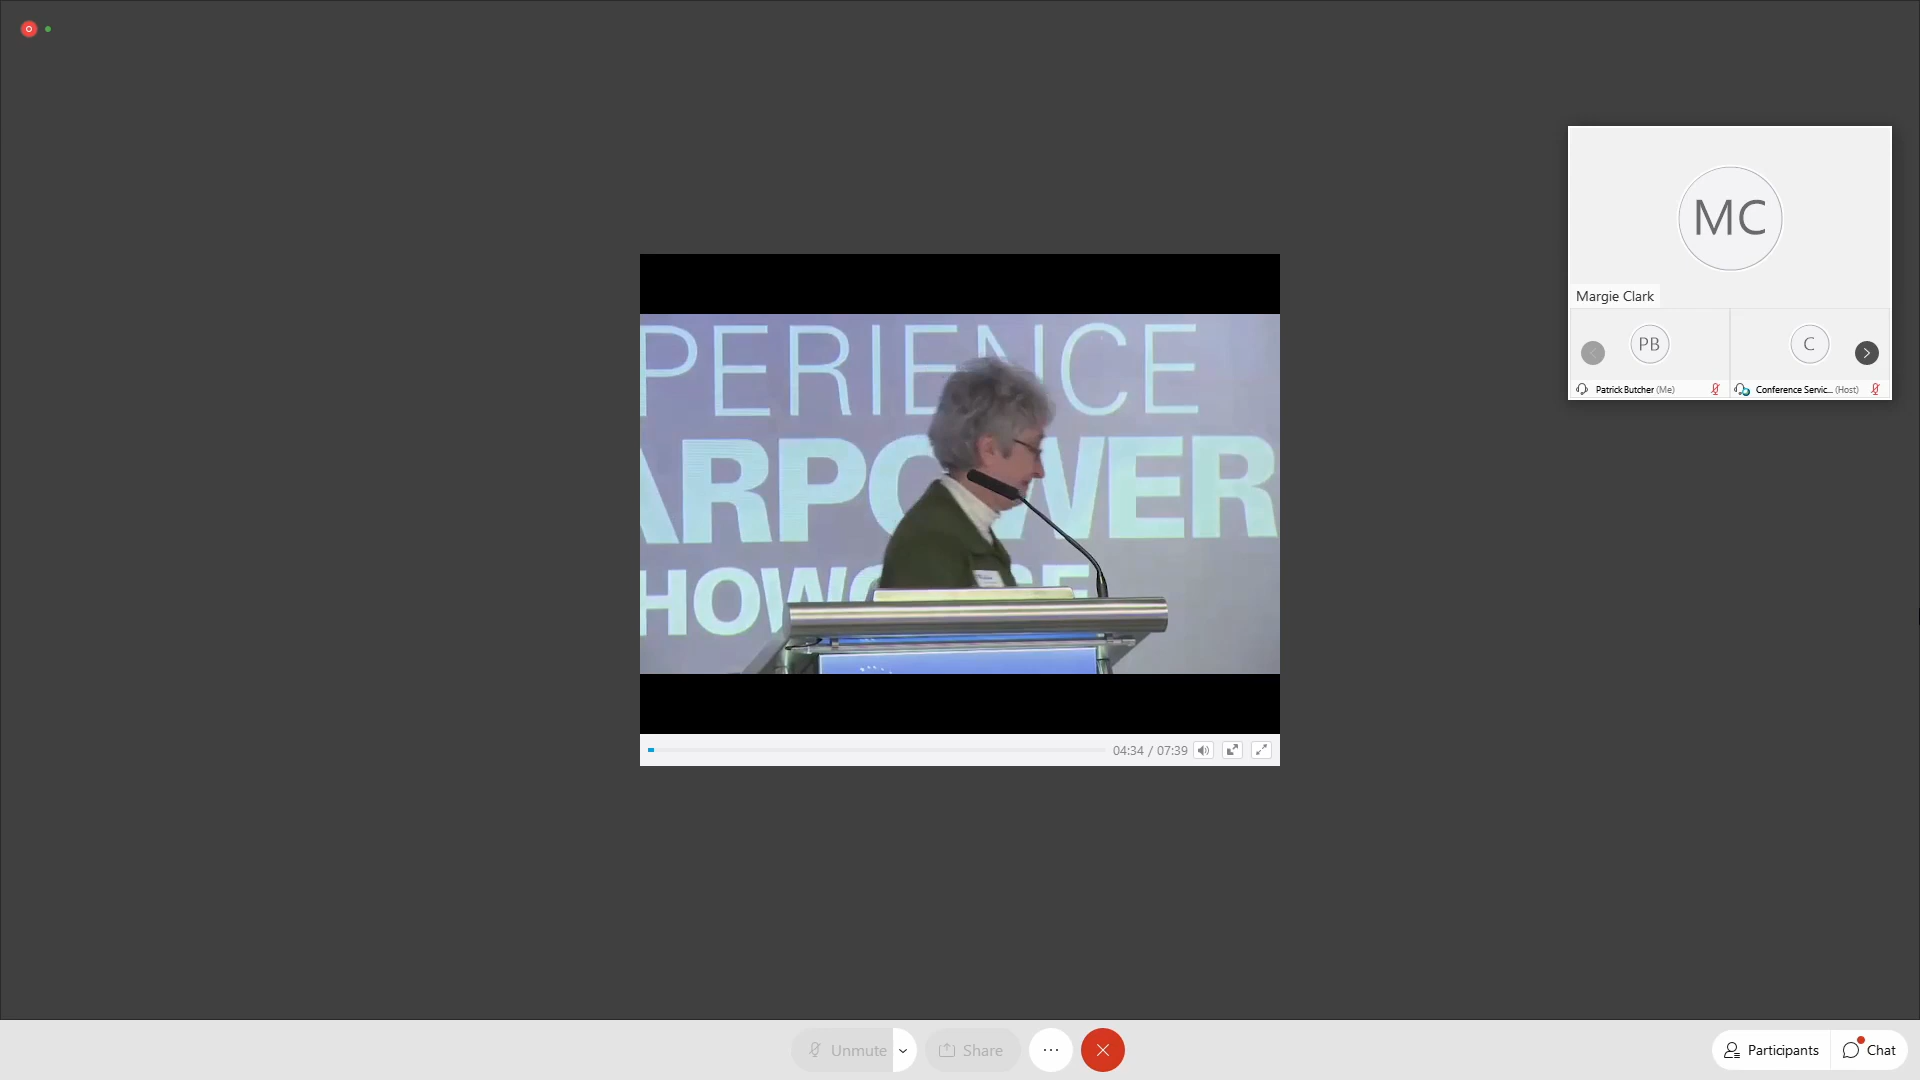 MC
Margie Clark
PB
C
Patrick Butcher (Me)
Conference Servic... (Host)
PERIENCE
ARPOWER
HOW
04:34 / 07:39
Unmute
Share
Participants
Chat